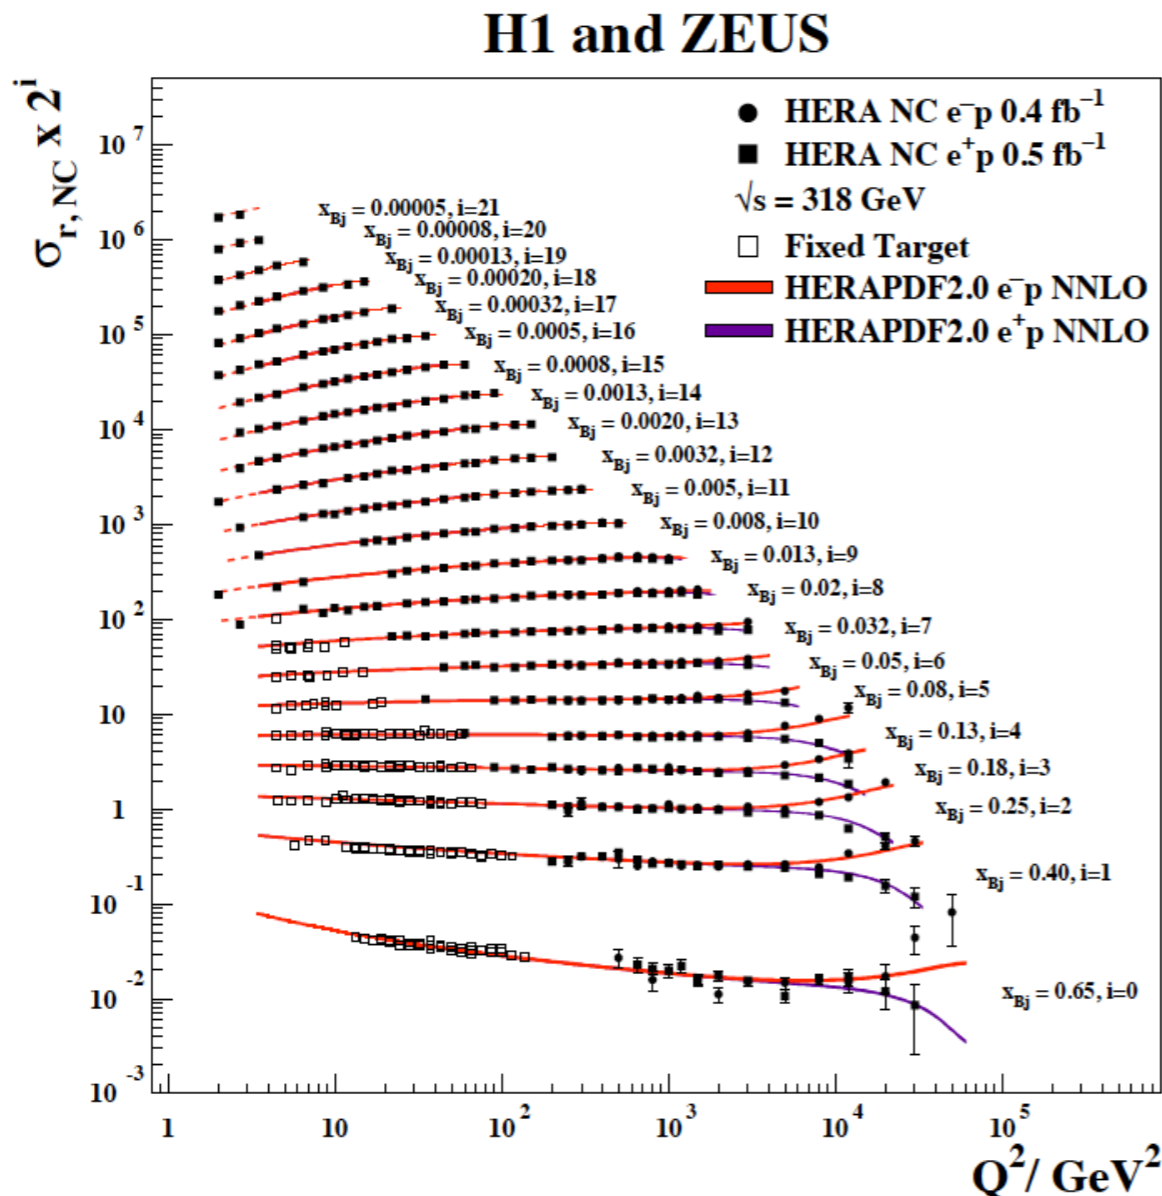 H1 and ZEUS
σr, NC x 2^i
HERA NC e⁻p 0.4 fb⁻¹
HERA NC e⁺p 0.5 fb⁻¹
√s = 318 GeV
Fixed Target
HERAPDF2.0 e⁻p NNLO
HERAPDF2.0 e⁺p NNLO
xBj = 0.00005, i=21
xBj = 0.00008, i=20
xBj = 0.00013, i=19
xBj = 0.00020, i=18
xBj = 0.00032, i=17
xBj = 0.0005, i=16
xBj = 0.0008, i=15
xBj = 0.0013, i=14
xBj = 0.0020, i=13
xBj = 0.0032, i=12
xBj = 0.005, i=11
xBj = 0.008, i=10
xBj = 0.013, i=9
xBj = 0.02, i=8
xBj = 0.032, i=7
xBj = 0.05, i=6
xBj = 0.08, i=5
xBj = 0.13, i=4
xBj = 0.18, i=3
xBj = 0.25, i=2
xBj = 0.40, i=1
xBj = 0.65, i=0
10⁷
10⁶
10⁵
10⁴
10³
10²
10
1
10⁻¹
10⁻²
10⁻³
1 10 10² 10³ 10⁴ 10⁵
Q²/ GeV²